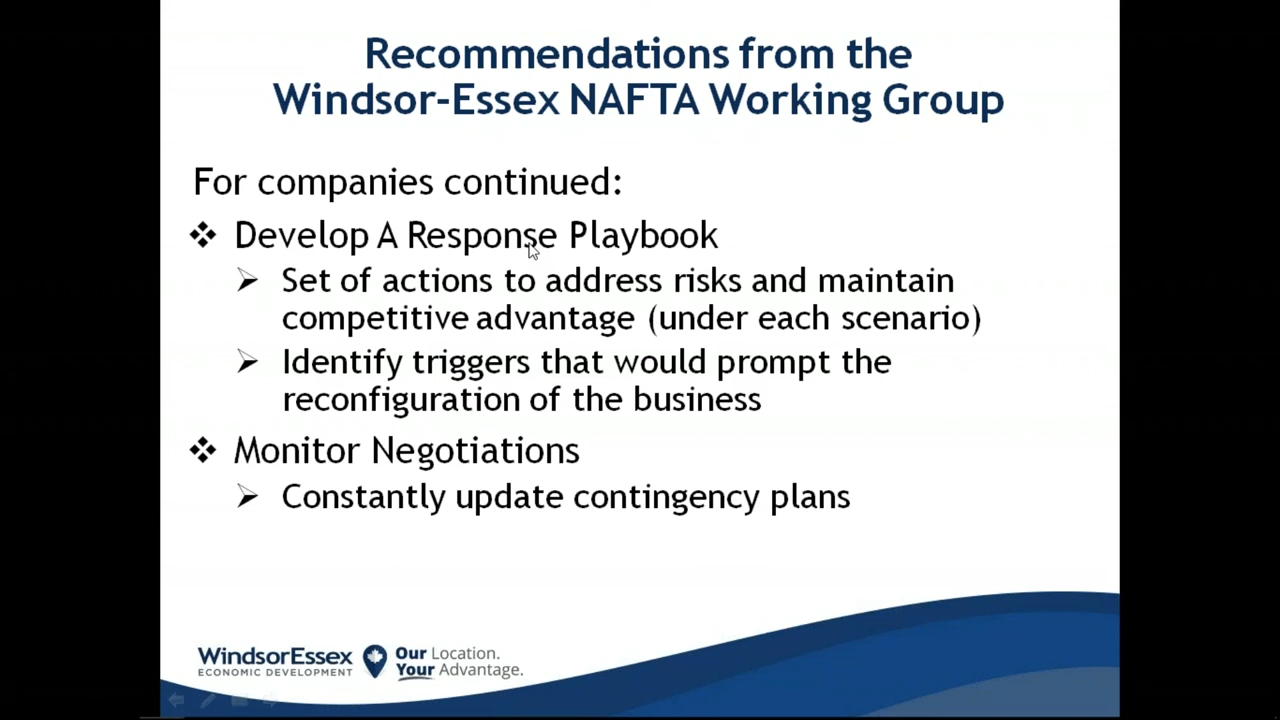 Recommendations from the
Windsor-Essex NAFTA Working Group
For companies continued:
❖ Develop A Response Playbook
➢ Set of actions to address risks and maintain
competitive advantage (under each scenario)
➢ Identify triggers that would prompt the
reconfiguration of the business
❖ Monitor Negotiations
➢ Constantly update contingency plans
WindsorEssex
ECONOMIC DEVELOPMENT
Our Location.
Your Advantage.